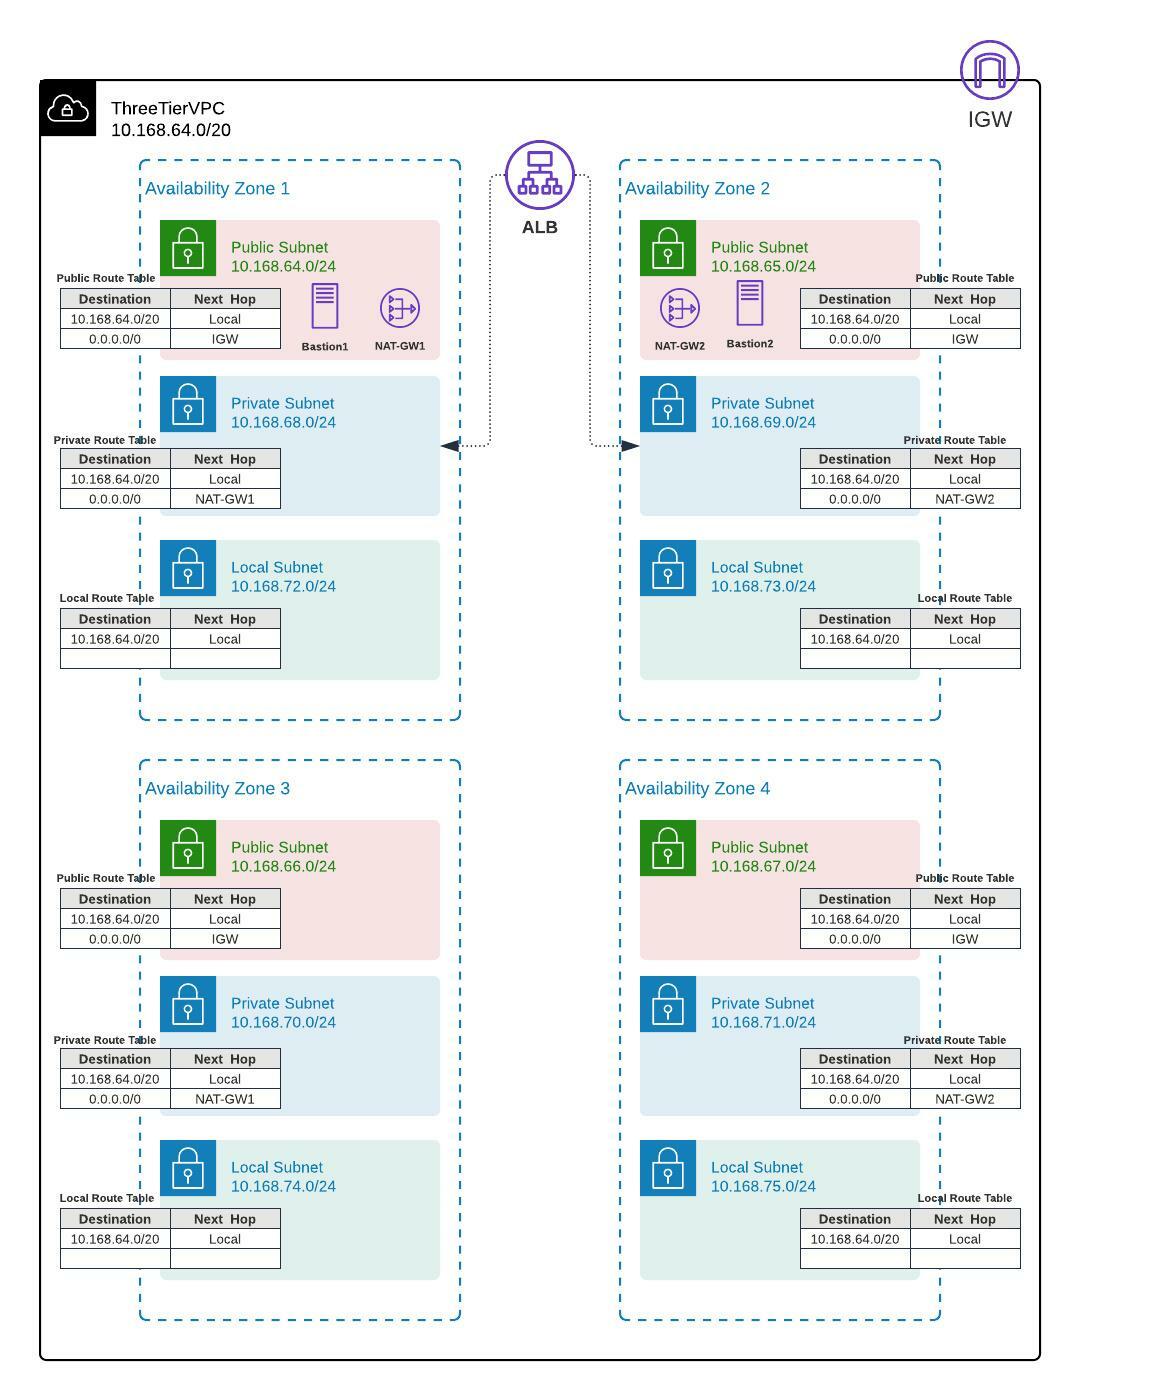 IGW
ThreeTierVPC
10.168.64.0/20
ALB
Availability Zone 1
Public Subnet
10.168.64.0/24
Public Route Table
Destination Next Hop
10.168.64.0/20 Local
0.0.0.0/0 IGW
Bastion1 NAT-GW1
Private Subnet
10.168.68.0/24
Private Route Table
Destination Next Hop
10.168.64.0/20 Local
0.0.0.0/0 NAT-GW1
Local Subnet
10.168.72.0/24
Local Route Table
Destination Next Hop
10.168.64.0/20 Local
Availability Zone 2
Public Subnet
10.168.65.0/24
Public Route Table
Destination Next Hop
10.168.64.0/20 Local
0.0.0.0/0 IGW
NAT-GW2 Bastion2
Private Subnet
10.168.69.0/24
Private Route Table
Destination Next Hop
10.168.64.0/20 Local
0.0.0.0/0 NAT-GW2
Local Subnet
10.168.73.0/24
Local Route Table
Destination Next Hop
10.168.64.0/20 Local
Availability Zone 3
Public Subnet
10.168.66.0/24
Public Route Table
Destination Next Hop
10.168.64.0/20 Local
0.0.0.0/0 IGW
Private Subnet
10.168.70.0/24
Private Route Table
Destination Next Hop
10.168.64.0/20 Local
0.0.0.0/0 NAT-GW1
Local Subnet
10.168.74.0/24
Local Route Table
Destination Next Hop
10.168.64.0/20 Local
Availability Zone 4
Public Subnet
10.168.67.0/24
Public Route Table
Destination Next Hop
10.168.64.0/20 Local
0.0.0.0/0 IGW
Private Subnet
10.168.71.0/24
Private Route Table
Destination Next Hop
10.168.64.0/20 Local
0.0.0.0/0 NAT-GW2
Local Subnet
10.168.75.0/24
Local Route Table
Destination Next Hop
10.168.64.0/20 Local